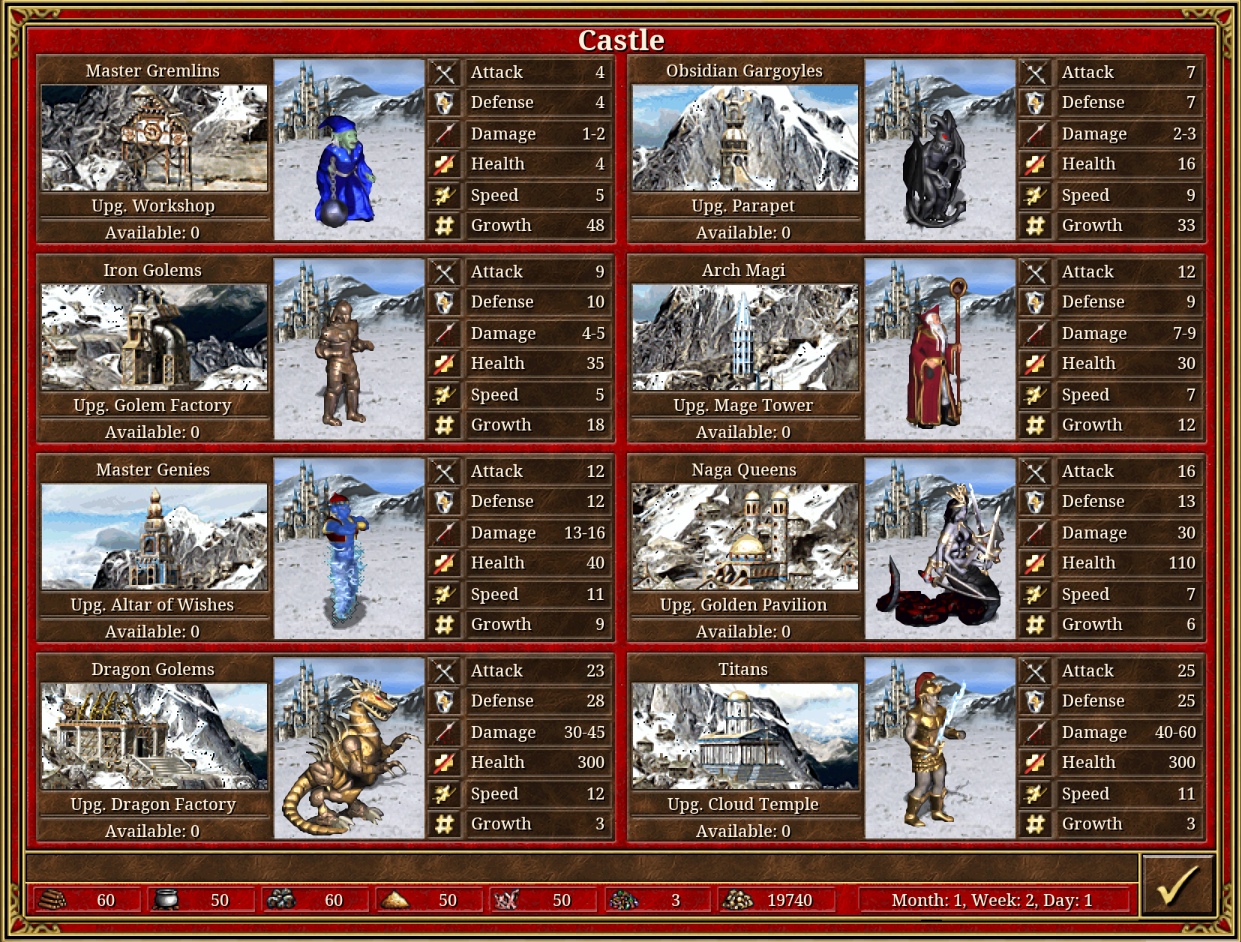 Castle
Master Gremlins
Upg. Workshop
Available: 0
Attack 4
Defense 4
Damage 1-2
Health 4
Speed 5
Growth 48
Obsidian Gargoyles
Upg. Parapet
Available: 0
Attack 7
Defense 7
Damage 2-3
Health 16
Speed 9
Growth 33
Iron Golems
Upg. Golem Factory
Available: 0
Attack 9
Defense 10
Damage 4-5
Health 35
Speed 5
Growth 18
Arch Magi
Upg. Mage Tower
Available: 0
Attack 12
Defense 9
Damage 7-9
Health 30
Speed 7
Growth 12
Master Genies
Upg. Altar of Wishes
Available: 0
Attack 12
Defense 12
Damage 13-16
Health 40
Speed 11
Growth 9
Naga Queens
Upg. Golden Pavilion
Available: 0
Attack 16
Defense 13
Damage 30
Health 110
Speed 7
Growth 6
Dragon Golems
Upg. Dragon Factory
Available: 0
Attack 23
Defense 28
Damage 30-45
Health 300
Speed 12
Growth 3
Titans
Upg. Cloud Temple
Available: 0
Attack 25
Defense 25
Damage 40-60
Health 300
Speed 11
Growth 3
60 50 60 50 50 3 19740 Month: 1, Week: 2, Day: 1